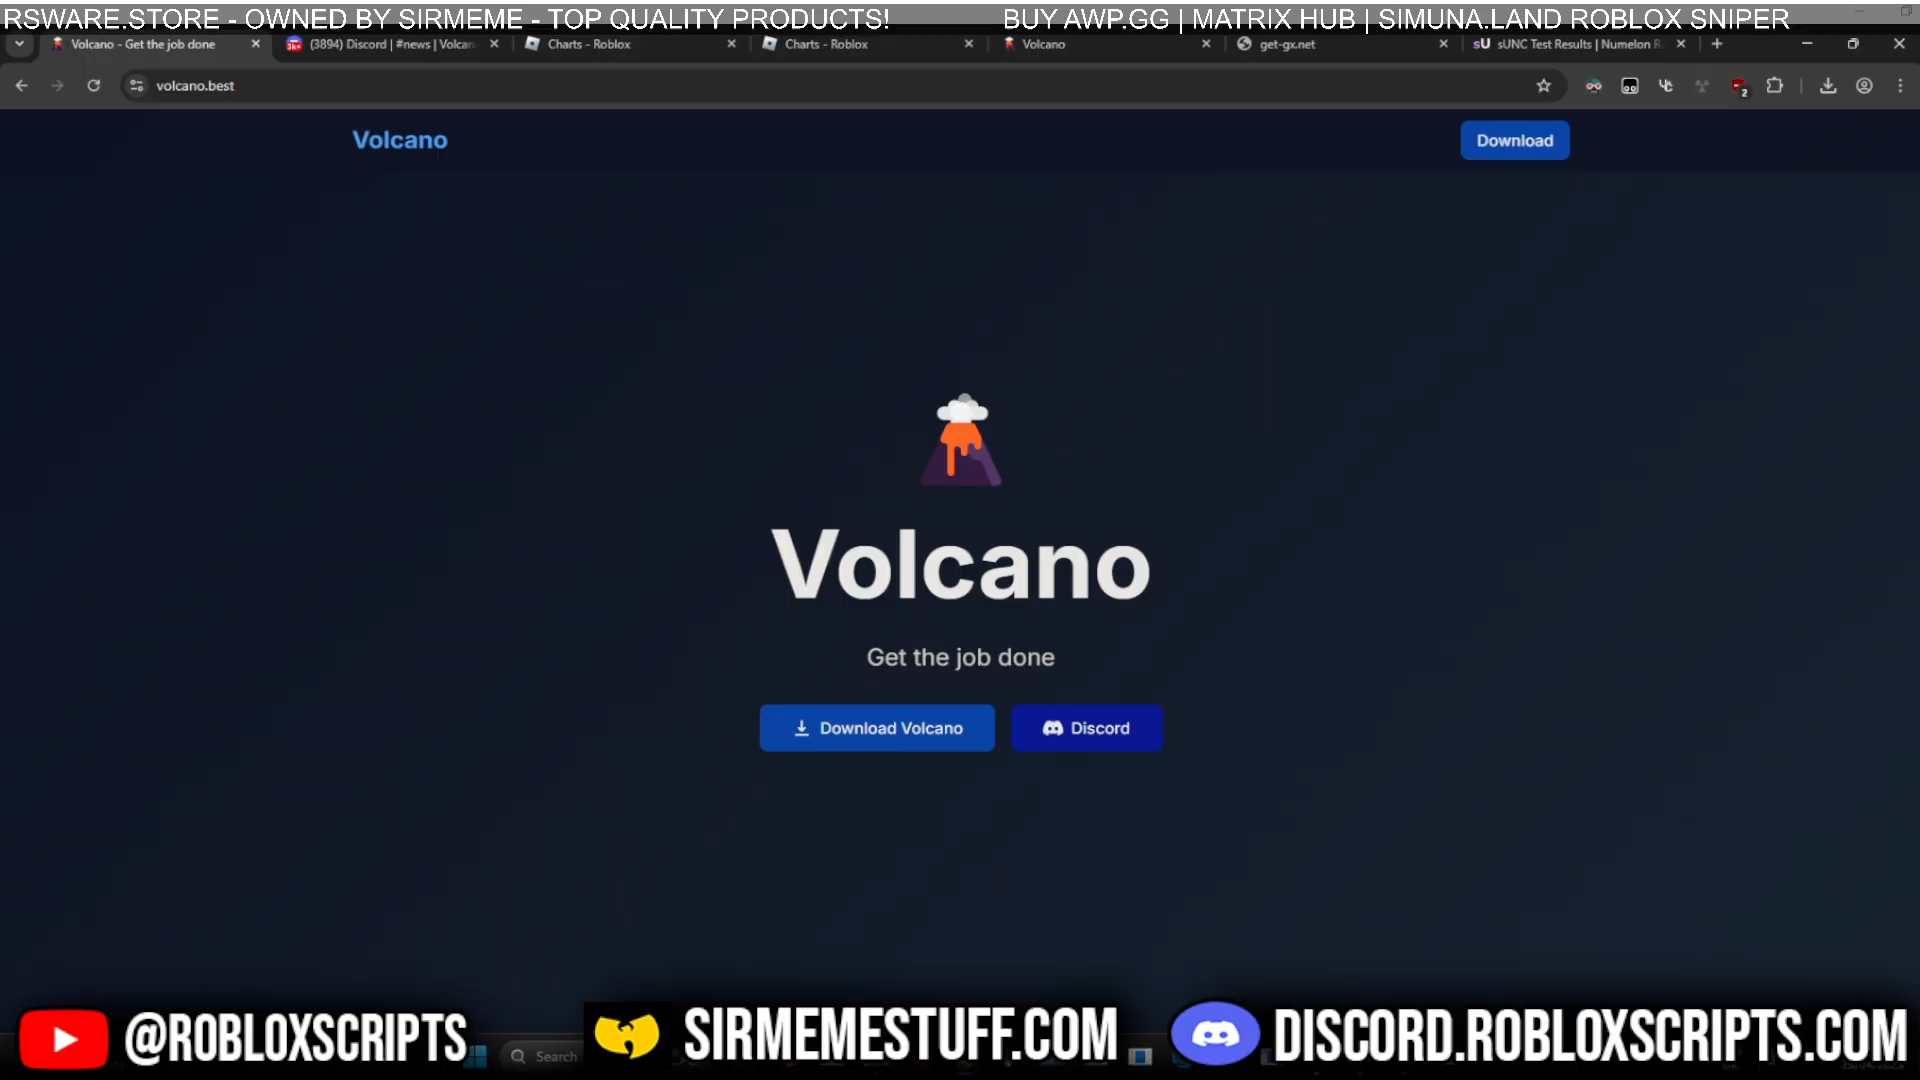 RSWARE.STORE - OWNED BY SIRMEME - TOP QUALITY PRODUCTS! BUY AWP.GG | MATRIX HUB | SIMUNA.LAND ROBLOX SNIPER
Volcano - Get the job done (3894) Discord | #news | Volcan Charts - Roblox Charts - Roblox Volcano get-gx.net sU sUNC Test Results | Numelon R
volcano.best
2
Volcano Download
Volcano
Get the job done
Download Volcano Discord
@ROBLOXSCRIPTS SIRMEMESTUFF.COM DISCORD.ROBLOXSCRIPTS.COM
Search